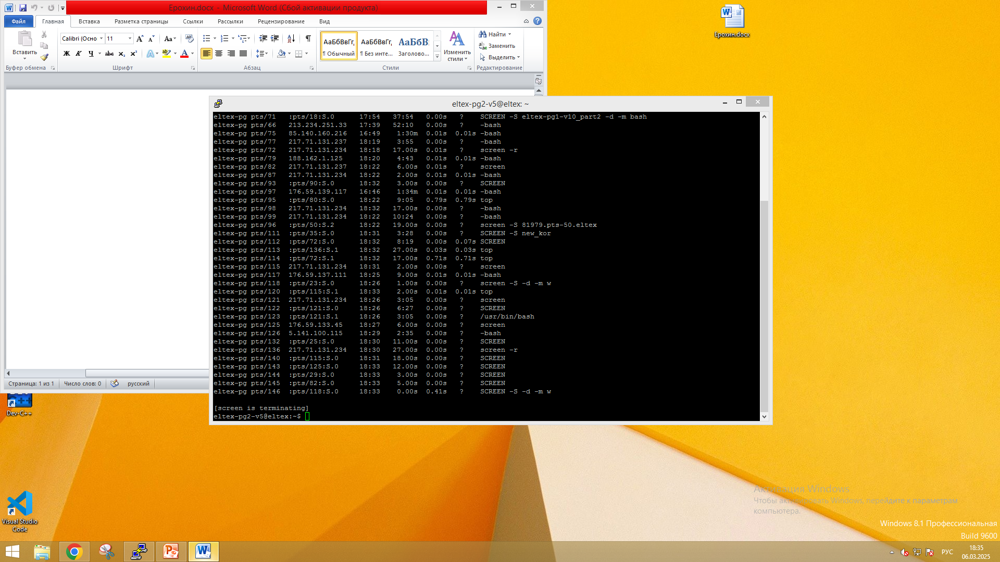 Ерохин.docx - Microsoft Word (Сбой активации продукта)
Файл Главная Вставка Разметка страницы Ссылки Рассылки Рецензирование Вид
Вставить
Буфер обмена
Calibri (Осно 11
Ж К Ч abc x₂ x²
Шрифт
Абзац
АаБбВвГг, АаБбВвГг, АаБбВ
¶ Обычный ¶ Без инте... Заголово...
Стили
Изменить стили
Найти
Заменить
Выделить
Редактирование
Ерохин.docx
eltex-pg2-v5@eltex: ~
eltex-pg pts/71 :pts/18:S.0 17:54 37:54 0.00s ? SCREEN -S eltex-pg1-v10_part2 -d -m bash
eltex-pg pts/66 213.234.251.33 17:39 52:10 0.00s ? -bash
eltex-pg pts/75 85.140.160.216 16:49 1:30m 0.01s 0.01s -bash
eltex-pg pts/77 217.71.131.237 18:19 3:55 0.00s ? -bash
eltex-pg pts/72 217.71.131.234 18:18 17.00s 0.01s ? screen -r
eltex-pg pts/79 188.162.1.125 18:20 4:43 0.01s 0.01s -bash
eltex-pg pts/82 217.71.131.237 18:22 6.00s 0.01s ? screen
eltex-pg pts/87 217.71.131.234 18:22 2.00s 0.01s 0.01s -bash
eltex-pg pts/93 :pts/90:S.0 18:32 3.00s 0.00s ? SCREEN
eltex-pg pts/97 176.59.139.117 16:46 1:34m 0.01s 0.01s -bash
eltex-pg pts/95 :pts/80:S.0 18:22 9:05 0.79s 0.79s top
eltex-pg pts/98 217.71.131.234 18:32 17.00s 0.00s ? -bash
eltex-pg pts/99 217.71.131.234 18:22 10:24 0.00s ? -bash
eltex-pg pts/96 :pts/50:S.2 18:22 19.00s 0.00s ? screen -S 81979.pts-50.eltex
eltex-pg pts/111 :pts/35:S.0 18:31 3:28 0.00s ? SCREEN -S new_kor
eltex-pg pts/112 :pts/72:S.0 18:32 8:19 0.00s 0.07s SCREEN
eltex-pg pts/113 :pts/136:S.1 18:32 27.00s 0.03s 0.03s top
eltex-pg pts/114 :pts/72:S.1 18:32 17.00s 0.71s 0.71s top
eltex-pg pts/115 217.71.131.234 18:31 2.00s 0.00s ? screen
eltex-pg pts/117 176.59.137.111 18:25 9.00s 0.01s 0.01s -bash
eltex-pg pts/118 :pts/23:S.0 18:26 1.00s 0.00s ? screen -S -d -m w
eltex-pg pts/120 :pts/115:S.1 18:33 2.00s 0.01s 0.01s top
eltex-pg pts/121 217.71.131.234 18:26 3:05 0.00s ? screen
eltex-pg pts/122 :pts/121:S.0 18:26 6:27 0.00s ? SCREEN
eltex-pg pts/123 :pts/121:S.1 18:26 3:05 0.00s ? /usr/bin/bash
eltex-pg pts/125 176.59.133.45 18:27 6.00s 0.00s ? screen
eltex-pg pts/126 5.141.100.115 18:29 2:35 0.00s ? -bash
eltex-pg pts/132 :pts/25:S.0 18:30 11.00s 0.00s ? SCREEN
eltex-pg pts/136 217.71.131.234 18:30 27.00s 0.00s ? screen -r
eltex-pg pts/140 :pts/115:S.0 18:31 18.00s 0.00s ? SCREEN
eltex-pg pts/143 :pts/125:S.0 18:33 12.00s 0.00s ? SCREEN
eltex-pg pts/144 :pts/29:S.0 18:33 3.00s 0.00s ? SCREEN
eltex-pg pts/145 :pts/82:S.0 18:33 5.00s 0.00s ? SCREEN
eltex-pg pts/146 :pts/118:S.0 18:33 0.00s 0.41s ? SCREEN -S -d -m w
[screen is terminating]
eltex-pg2-v5@eltex:~$
Страница: 1 из 1 Число слов: 0 русский
Dev-C++
Visual Studio
Code
Активация Windows
Чтобы активировать Windows, перейдите к параметрам
компьютера.
Windows 8.1 Профессиональная
Build 9600
РУС
18:35
06.03.2025